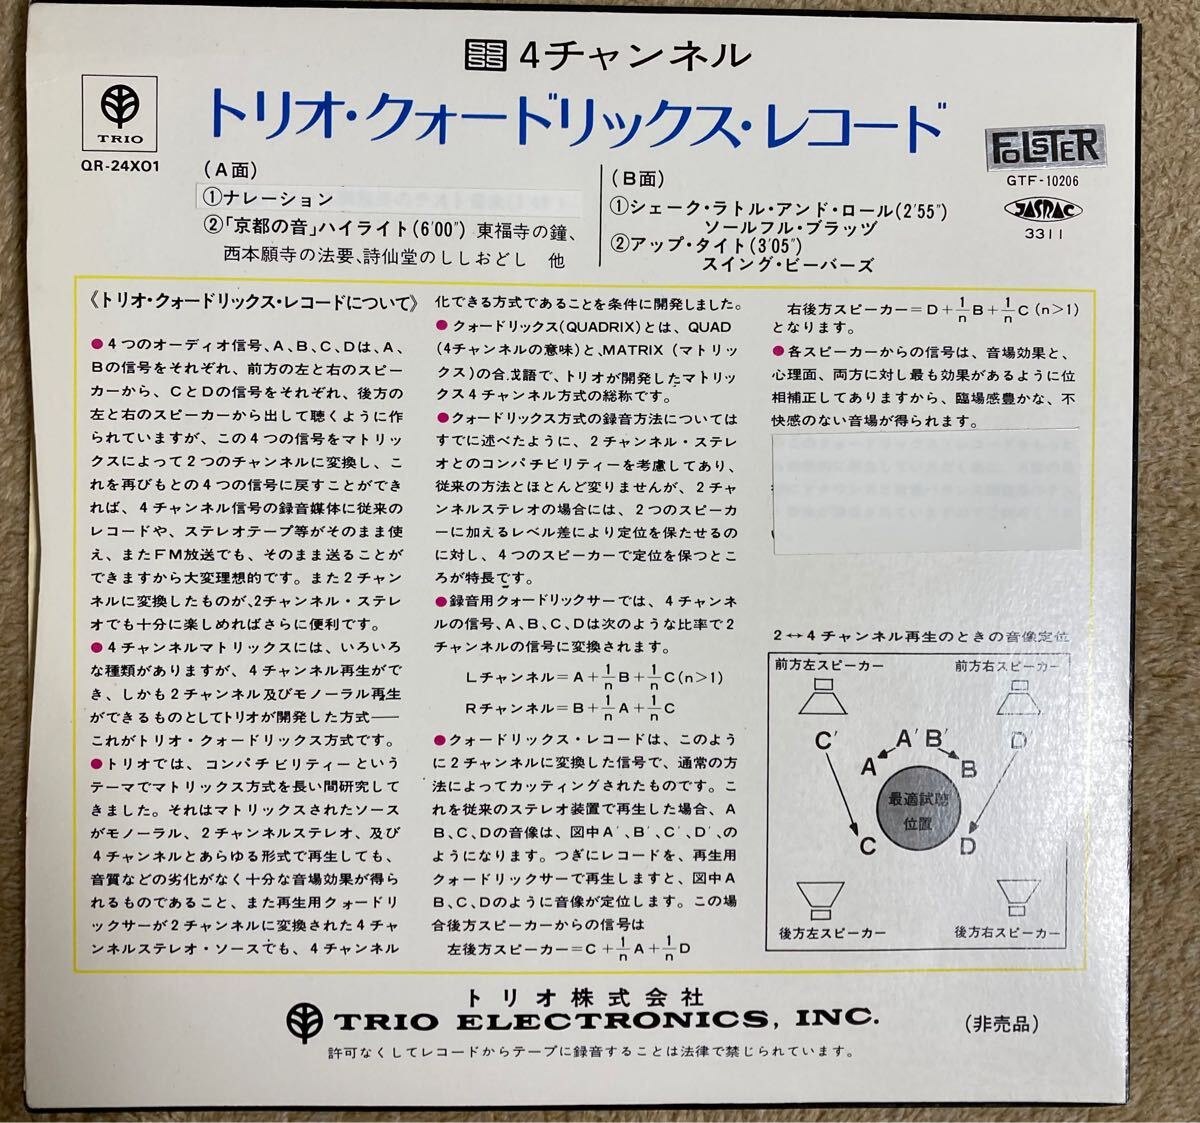 4チャンネル
トリオ・クォードリックス・レコード
TRIO
QR-24X01
FOLSTER
GTF-10206
JASRAC
3311
(A面)
①ナレーション
②「京都の音」ハイライト(6′00″) 東福寺の鐘、
西本願寺の法要、詩仙堂のししおどし 他
(B面)
①シェーク・ラトル・アンド・ロール(2′55″)
ソールフル・ブラッヅ
②アップ・タイト(3′05″)
スイング・ビーバーズ
《トリオ・クォードリックス・レコードについて》
●4つのオーディオ信号、A、B、C、Dは、A、
Bの信号をそれぞれ、前方の左と右のスピー
カーから、CとDの信号をそれぞれ、後方の
左と右のスピーカーから出して聴くように作
られていますが、この4つの信号をマトリッ
クスによって2つのチャンネルに変換し、こ
れを再びもとの4つの信号に戻すことができ
れば、4チャンネル信号の録音媒体に従来の
レコードや、ステレオテープ等がそのまま使
え、またFM放送でも、そのまま送ることが
できますから大変理想的です。また2チャン
ネルに変換したものが、2チャンネル・ステレ
オでも十分に楽しめればさらに便利です。
●4チャンネルマトリックスには、いろいろ
な種類がありますが、4チャンネル再生がで
き、しかも2チャンネル及びモノーラル再生
ができるものとしてトリオが開発した方式──
これがトリオ・クォードリックス方式です。
●トリオでは、コンパチビリティーという
テーマでマトリックス方式を長い間研究して
きました。それはマトリックスされたソース
がモノーラル、2チャンネルステレオ、及び
4チャンネルとあらゆる形式で再生しても、
音質などの劣化がなく十分な音場効果が得ら
れるものであること、また再生用クォードリ
ックサーが2チャンネルに変換された4チャ
ンネルステレオ・ソースでも、4チャンネル
化できる方式であることを条件に開発しました。
●クォードリックス(QUADRIX)とは、QUAD
(4チャンネルの意味)と、MATRIX (マトリッ
クス)の合成語で、トリオが開発したマトリッ
クス4チャンネル方式の総称です。
●クォードリックス方式の録音方法については
すでに述べたように、2チャンネル・ステレ
オとのコンパチビリティーを考慮してあり、
従来の方法とほとんど変りませんが、2チャ
ンネルステレオの場合には、2つのスピーカ
ーに加えるレベル差により定位を保たせるの
に対し、4つのスピーカーで定位を保つとこ
ろが特長です。
●録音用クォードリックサーでは、4チャンネ
ルの信号、A、B、C、Dは次のような比率で2
チャンネルの信号に変換されます。
Lチャンネル=A+1/nB+1/nC(n>1)
Rチャンネル=B+1/nA+1/nC
●クォードリックス・レコードは、このよう
に2チャンネルに変換した信号で、通常の方
法によってカッティングされたものです。こ
れを従来のステレオ装置で再生した場合、A
B、C、Dの音像は、図中A′、B′、C′、D′、の
ようになります。つぎにレコードを、再生用
クォードリックサーで再生しますと、図中A
B、C、Dのように音像が定位します。この場
合後方スピーカーからの信号は
左後方スピーカー=C+1/nA+1/nD
右後方スピーカー=D+1/nB+1/nC (n>1)
となります。
●各スピーカーからの信号は、音場効果と、
心理面、両方に対し最も効果があるように位
相補正してありますから、臨場感豊かな、不
快感のない音場が得られます。
2↔4チャンネル再生のときの音像定位
前方左スピーカー
前方右スピーカー
C′ A′ B′ D′
A B
最適試聴
位置
C D
後方左スピーカー
後方右スピーカー
トリオ株式会社
TRIO ELECTRONICS, INC.
(非売品)
許可なくしてレコードからテープに録音することは法律で禁じられています。